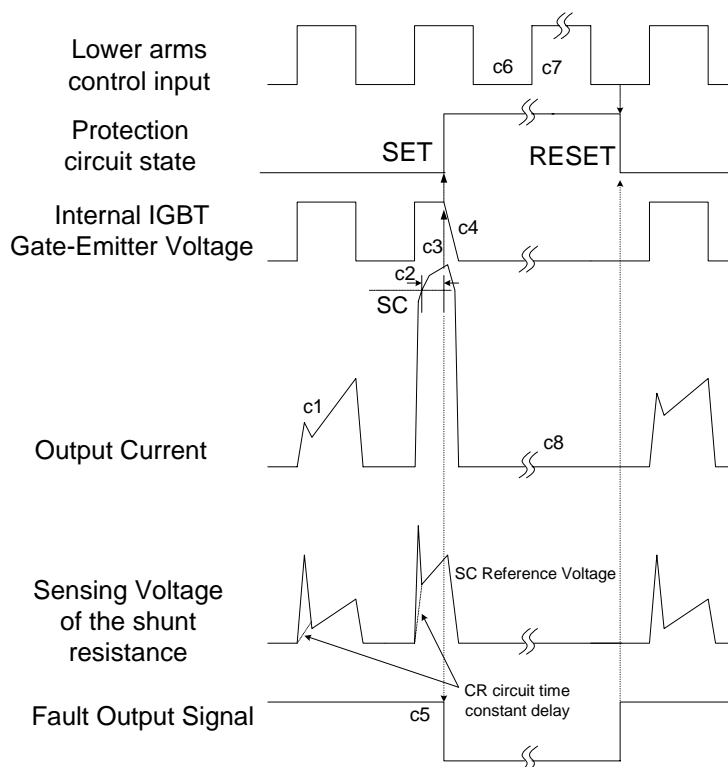 Lower arms
control input
c6
c7
Protection
circuit state
SET
RESET
Internal IGBT
Gate-Emitter Voltage
c4
c3
c2
SC
c1
Output Current
c8
SC Reference Voltage
Sensing Voltage
of the shunt
resistance
CR circuit time
constant delay
Fault Output Signal
c5